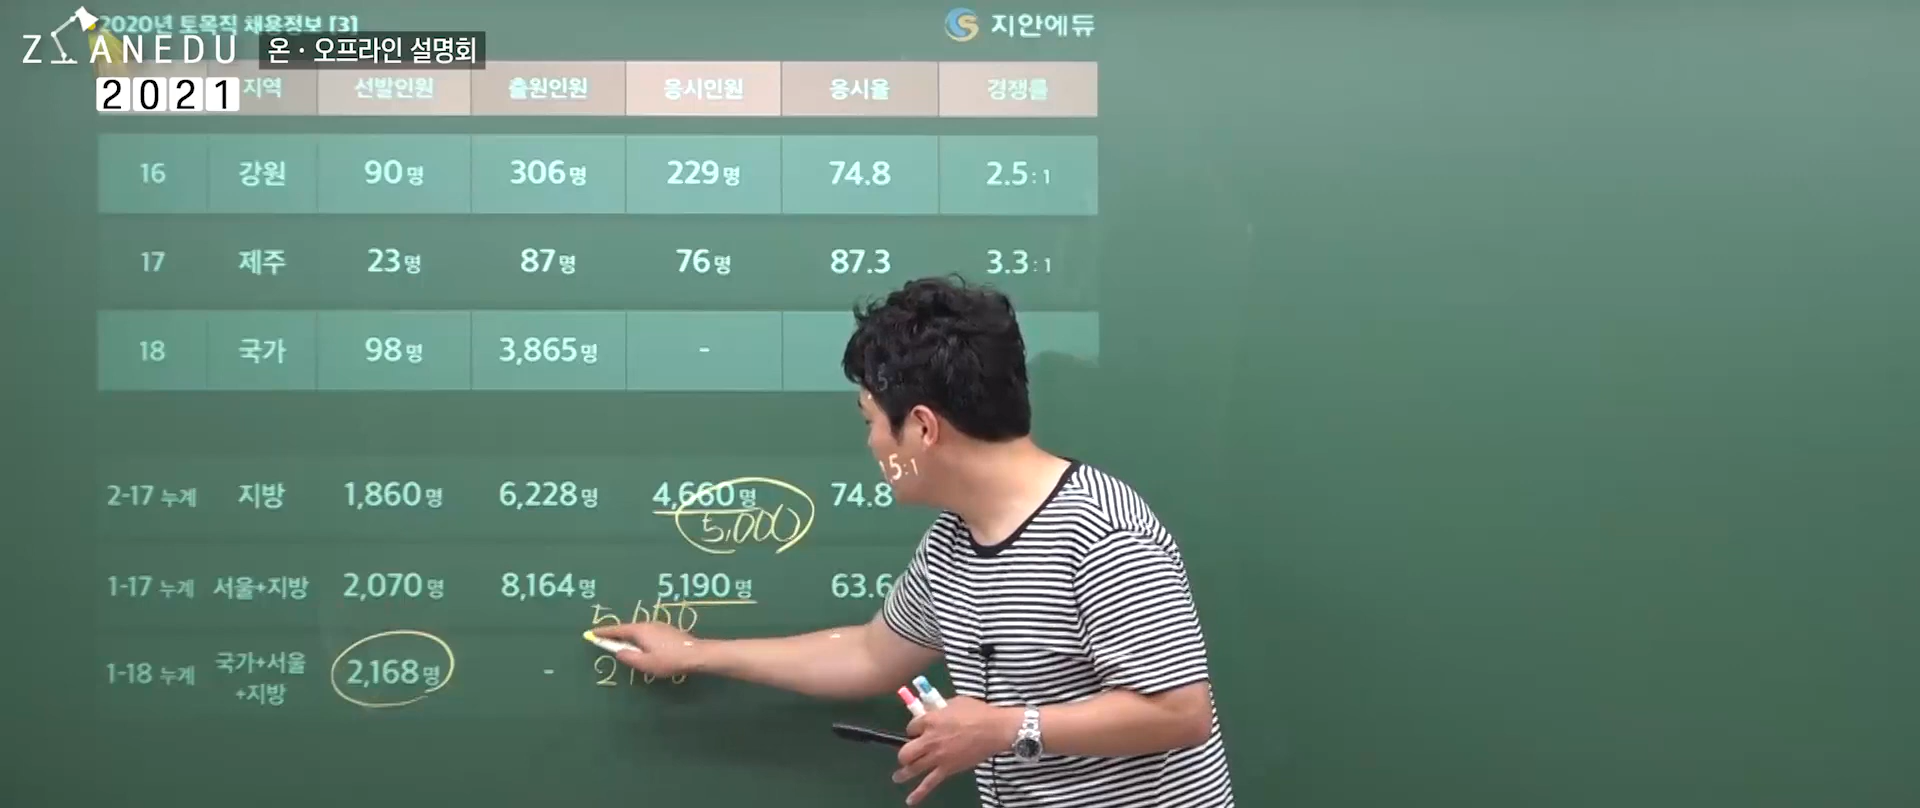 2020년 토목직 채용정보 [3]
ZIANEDU 온·오프라인 설명회
지안에듀
2021
지역 선발인원 출원인원 응시인원 응시율 경쟁률
16 강원 90명 306명 229명 74.8 2.5:1
17 제주 23명 87명 76명 87.3 3.3:1
18 국가 98명 3,865명 -
2-17 누계 지방 1,860명 6,228명 4,660명 74.8 .5:1
5,000
1-17 누계 서울+지방 2,070명 8,164명 5,190명 63.6
5,000
1-18 누계 국가+서울+지방 2,168명 -
2100